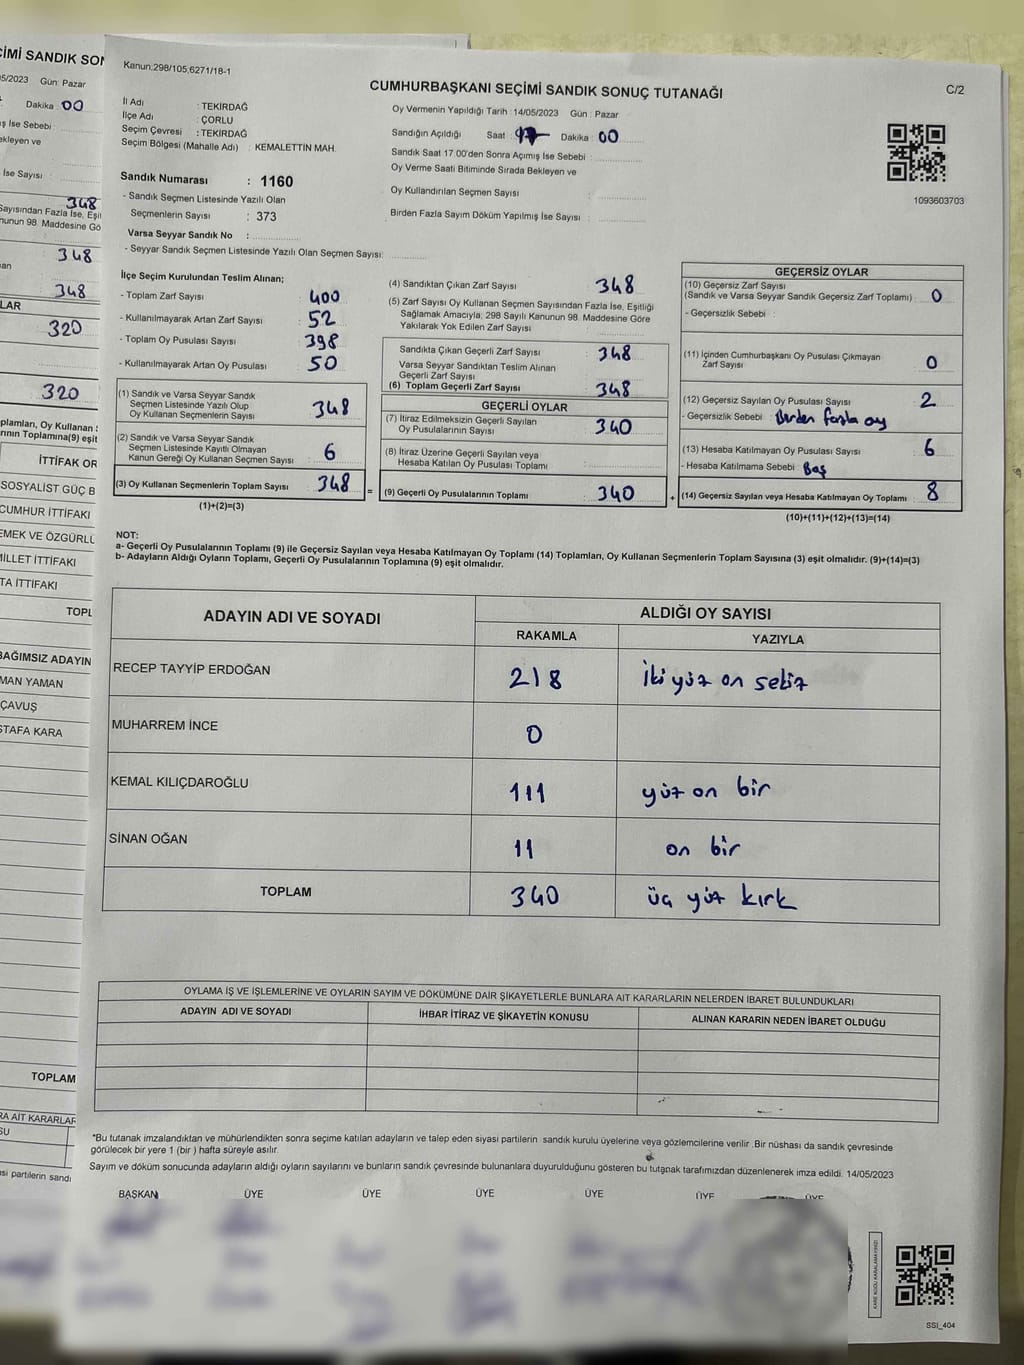 Kanun:298/105,6271/18-1
C/2
CUMHURBAŞKANI SEÇİMİ SANDIK SONUÇ TUTANAĞI
İl Adı : TEKİRDAĞ
İlçe Adı : ÇORLU
Seçim Çevresi : TEKİRDAĞ
Seçim Bölgesi (Mahalle Adı) : KEMALETTİN MAH.
Sandık Numarası : 1160
- Sandık Seçmen Listesinde Yazılı Olan
Seçmenlerin Sayısı : 373
Varsa Seyyar Sandık No :
- Seyyar Sandık Seçmen Listesinde Yazılı Olan Seçmen Sayısı:
Oy Vermenin Yapıldığı Tarih : 14/05/2023 Gün : Pazar
Sandığın Açıldığı Saat Dakika 00
Sandık Saat 17.00'den Sonra Açımış İse Sebebi :
Oy Verme Saati Bitiminde Sırada Bekleyen ve
Oy Kullandırılan Seçmen Sayısı :
Birden Fazla Sayım Döküm Yapılmış İse Sayısı :
1093603703
İlçe Seçim Kurulundan Teslim Alınan;
- Toplam Zarf Sayısı : 400
- Kullanılmayarak Artan Zarf Sayısı : 52
- Toplam Oy Pusulası Sayısı : 398
- Kullanılmayarak Artan Oy Pusulası : 50
(1) Sandık ve Varsa Seyyar Sandık
Seçmen Listesinde Yazılı Olup
Oy Kullanan Seçmenlerin Sayısı : 348
(2) Sandık ve Varsa Seyyar Sandık
Seçmen Listesinde Kayıtlı Olmayan
Kanun Gereği Oy Kullanan Seçmen Sayısı : 6
(3) Oy Kullanan Seçmenlerin Toplam Sayısı : 348
(1)+(2)=(3)
(4) Sandıktan Çıkan Zarf Sayısı : 348
(5) Zarf Sayısı Oy Kullanan Seçmen Sayısından Fazla İse, Eşitliği
Sağlamak Amacıyla; 298 Sayılı Kanunun 98. Maddesine Göre
Yakılarak Yok Edilen Zarf Sayısı :
Sandıkta Çıkan Geçerli Zarf Sayısı : 348
Varsa Seyyar Sandıktan Teslim Alınan
Geçerli Zarf Sayısı
(6) Toplam Geçerli Zarf Sayısı : 348
GEÇERLİ OYLAR
(7) İtiraz Edilmeksizin Geçerli Sayılan
Oy Pusulalarının Sayısı : 340
(8) İtiraz Üzerine Geçerli Sayılan veya
Hesaba Katılan Oy Pusulası Toplamı :
= (9) Geçerli Oy Pusulalarının Toplamı : 340 +
GEÇERSİZ OYLAR
(10) Geçersiz Zarf Sayısı
(Sandık ve Varsa Seyyar Sandık Geçersiz Zarf Toplamı) : 0
- Geçersizlik Sebebi :
(11) İçinden Cumhurbaşkanı Oy Pusulası Çıkmayan
Zarf Sayısı : 0
(12) Geçersiz Sayılan Oy Pusulası Sayısı : 2
- Geçersizlik Sebebi : Birden fazla oy
(13) Hesaba Katılmayan Oy Pusulası Sayısı : 6
- Hesaba Katılmama Sebebi : Boş
(14) Geçersiz Sayılan veya Hesaba Katılmayan Oy Toplamı : 8
(10)+(11)+(12)+(13)=(14)
NOT:
a- Geçerli Oy Pusulalarının Toplamı (9) ile Geçersiz Sayılan veya Hesaba Katılmayan Oy Toplamı (14) Toplamları, Oy Kullanan Seçmenlerin Toplam Sayısına (3) eşit olmalıdır. (9)+(14)=(3)
b- Adayların Aldığı Oyların Toplamı, Geçerli Oy Pusulalarının Toplamına (9) eşit olmalıdır.
ADAYIN ADI VE SOYADI
ALDIĞI OY SAYISI
RAKAMLA YAZIYLA
RECEP TAYYİP ERDOĞAN 218 İki yüz on sekiz
MUHARREM İNCE 0
KEMAL KILIÇDAROĞLU 111 yüz on bir
SİNAN OĞAN 11 on bir
TOPLAM 340 üç yüz kırk
OYLAMA İŞ VE İŞLEMLERİNE VE OYLARIN SAYIM VE DÖKÜMÜNE DAİR ŞİKAYETLERLE BUNLARA AİT KARARLARIN NELERDEN İBARET BULUNDUKLARI
ADAYIN ADI VE SOYADI İHBAR İTİRAZ VE ŞİKAYETİN KONUSU ALINAN KARARIN NEDEN İBARET OLDUĞU
*Bu tutanak imzalandıktan ve mühürlendikten sonra seçime katılan adayların ve talep eden siyasi partilerin sandık kurulu üyelerine veya gözlemcilerine verilir .Bir nüshası da sandık çevresinde
görülecek bir yere 1 (bir ) hafta süreyle asılır.
Sayım ve döküm sonucunda adayların aldığı oyların sayılarını ve bunların sandık çevresinde bulunanlara duyurulduğunu gösteren bu tutanak tarafımızdan düzenlenerek imza edildi. 14/05/2023
BAŞKAN ÜYE ÜYE ÜYE ÜYE ÜYE ÜYE
KARE KODU KARALAMAYINIZ!
SSI_404
ÇİMİ SANDIK SON
05/2023 Gün: Pazar
Dakika 00
ş İse Sebebi :
ekleyen ve
İse Sayısı :
348
Sayısından Fazla İse, Eşitl
nunun 98. Maddesine Gö
348
348
LAR
320
320
Oy Kullanan S
rının Toplamına(9) eşit
İTTİFAK OR
SOSYALİST GÜÇ B
CUMHUR İTTİFAKI
EMEK VE ÖZGÜRLÜ
MİLLET İTTİFAKI
TA İTTİFAKI
TOPL
BAĞIMSIZ ADAYIN
MAN YAMAN
ÇAVUŞ
STAFA KARA
TOPLAM
RA AİT KARARLAR
SU
si partilerin sandı